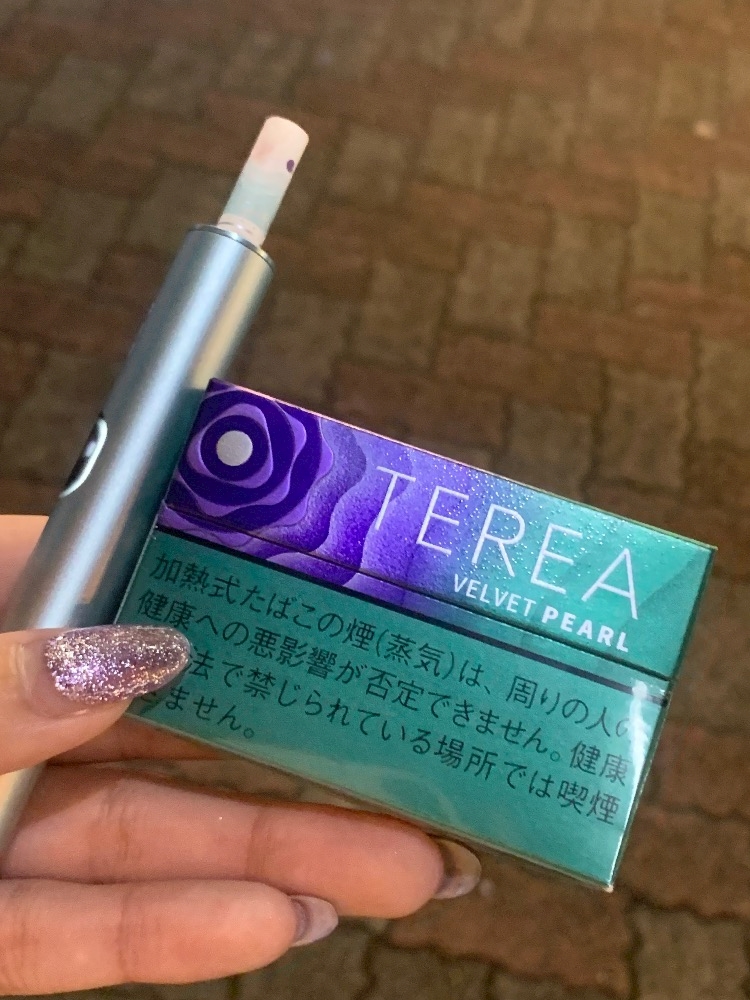 TEREA
VELVET PEARL
加熱式たばこの煙(蒸気)は、周りの人の
健康への悪影響が否定できません。健康
法で禁じられている場所では喫煙
ません。